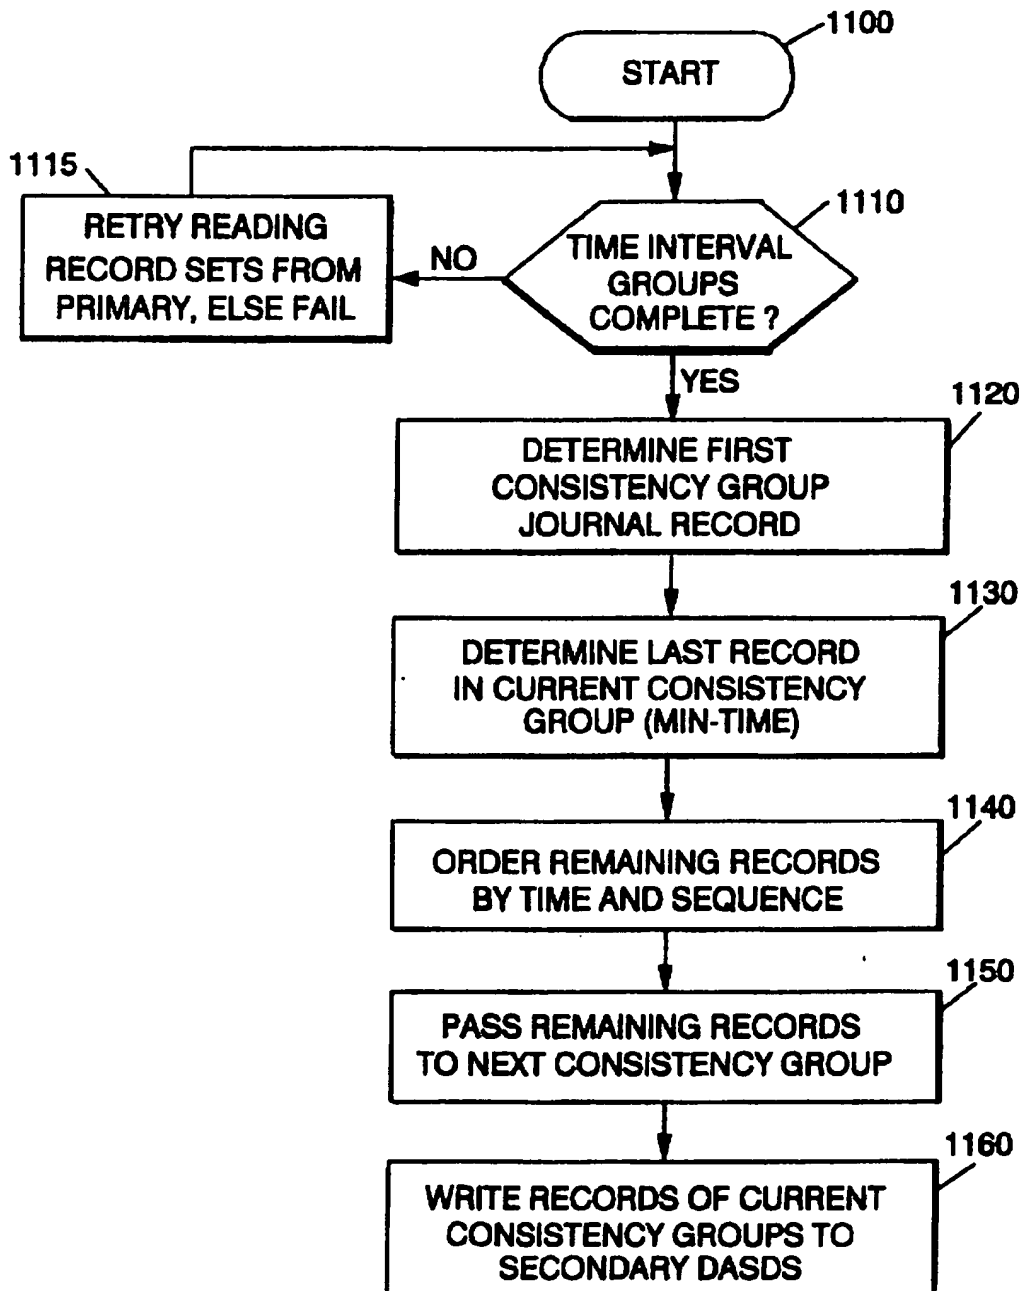 1100
START
1115
RETRY READING
RECORD SETS FROM
PRIMARY, ELSE FAIL
NO
1110
TIME INTERVAL
GROUPS
COMPLETE ?
YES
1120
DETERMINE FIRST
CONSISTENCY GROUP
JOURNAL RECORD
1130
DETERMINE LAST RECORD
IN CURRENT CONSISTENCY
GROUP (MIN-TIME)
1140
ORDER REMAINING RECORDS
BY TIME AND SEQUENCE
1150
PASS REMAINING RECORDS
TO NEXT CONSISTENCY GROUP
1160
WRITE RECORDS OF CURRENT
CONSISTENCY GROUPS TO
SECONDARY DASDS